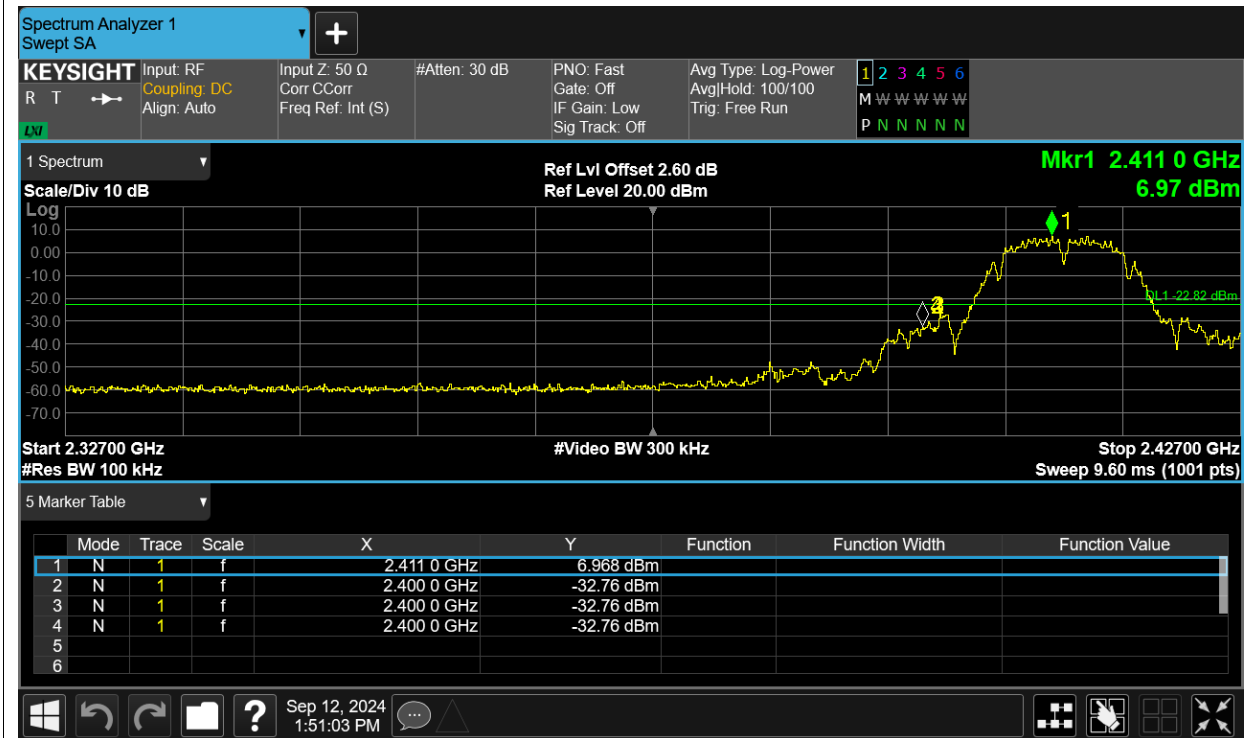 Spectrum Analyzer 1
Swept SA
+
KEYSIGHT Input: RF Input Z: 50 Ω #Atten: 30 dB PNO: Fast Avg Type: Log-Power 1 2 3 4 5 6
R T Coupling: DC Corr CCorr Gate: Off Avg|Hold: 100/100 M W W W W W
Align: Auto Freq Ref: Int (S) IF Gain: Low Trig: Free Run
LXI Sig Track: Off P N N N N N N
1 Spectrum Ref Lvl Offset 2.60 dB Mkr1 2.411 0 GHz
Scale/Div 10 dB Ref Level 20.00 dBm 6.97 dBm
Log
1
10.0
0.00
-10.0
-20.0
DL1 -22.82 dBm
-30.0
-40.0
-50.0
-60.0
-70.0
Start 2.32700 GHz #Video BW 300 kHz Stop 2.42700 GHz
#Res BW 100 kHz Sweep 9.60 ms (1001 pts)
5 Marker Table
Mode Trace Scale X Y Function Function Width Function Value
1 N 1 f 2.411 0 GHz 6.968 dBm
2 N 1 f 2.400 0 GHz -32.76 dBm
3 N 1 f 2.400 0 GHz -32.76 dBm
4 N 1 f 2.400 0 GHz -32.76 dBm
5
6
? Sep 12, 2024
1:51:03 PM